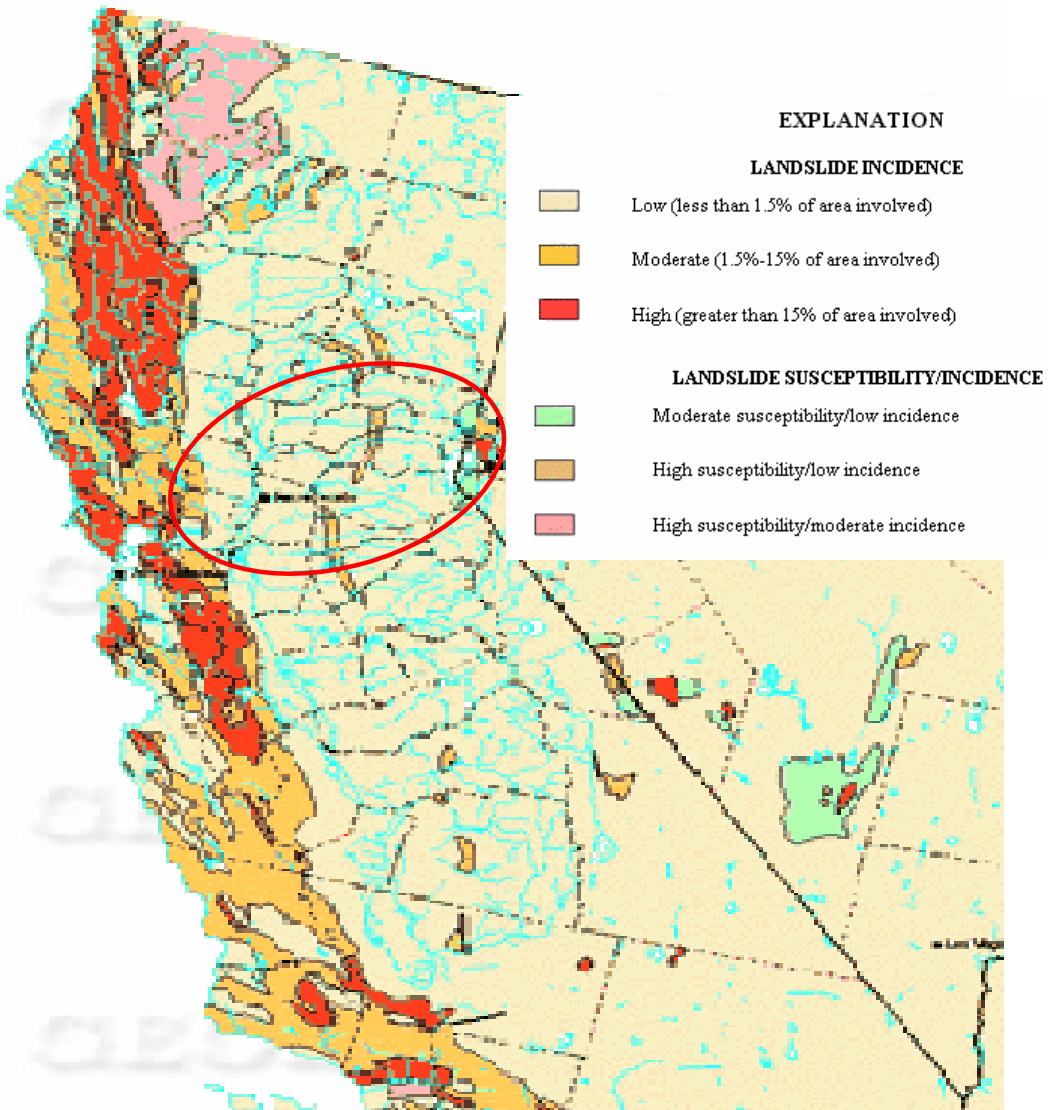 EXPLANATION
LANDSLIDE INCIDENCE
Low (less than 1.5% of area involved)
Moderate (1.5%-15% of area involved)
High (greater than 15% of area involved)
LANDSLIDE SUSCEPTIBILITY/INCIDENCE
Moderate susceptibility/low incidence
High susceptibility/low incidence
High susceptibility/moderate incidence